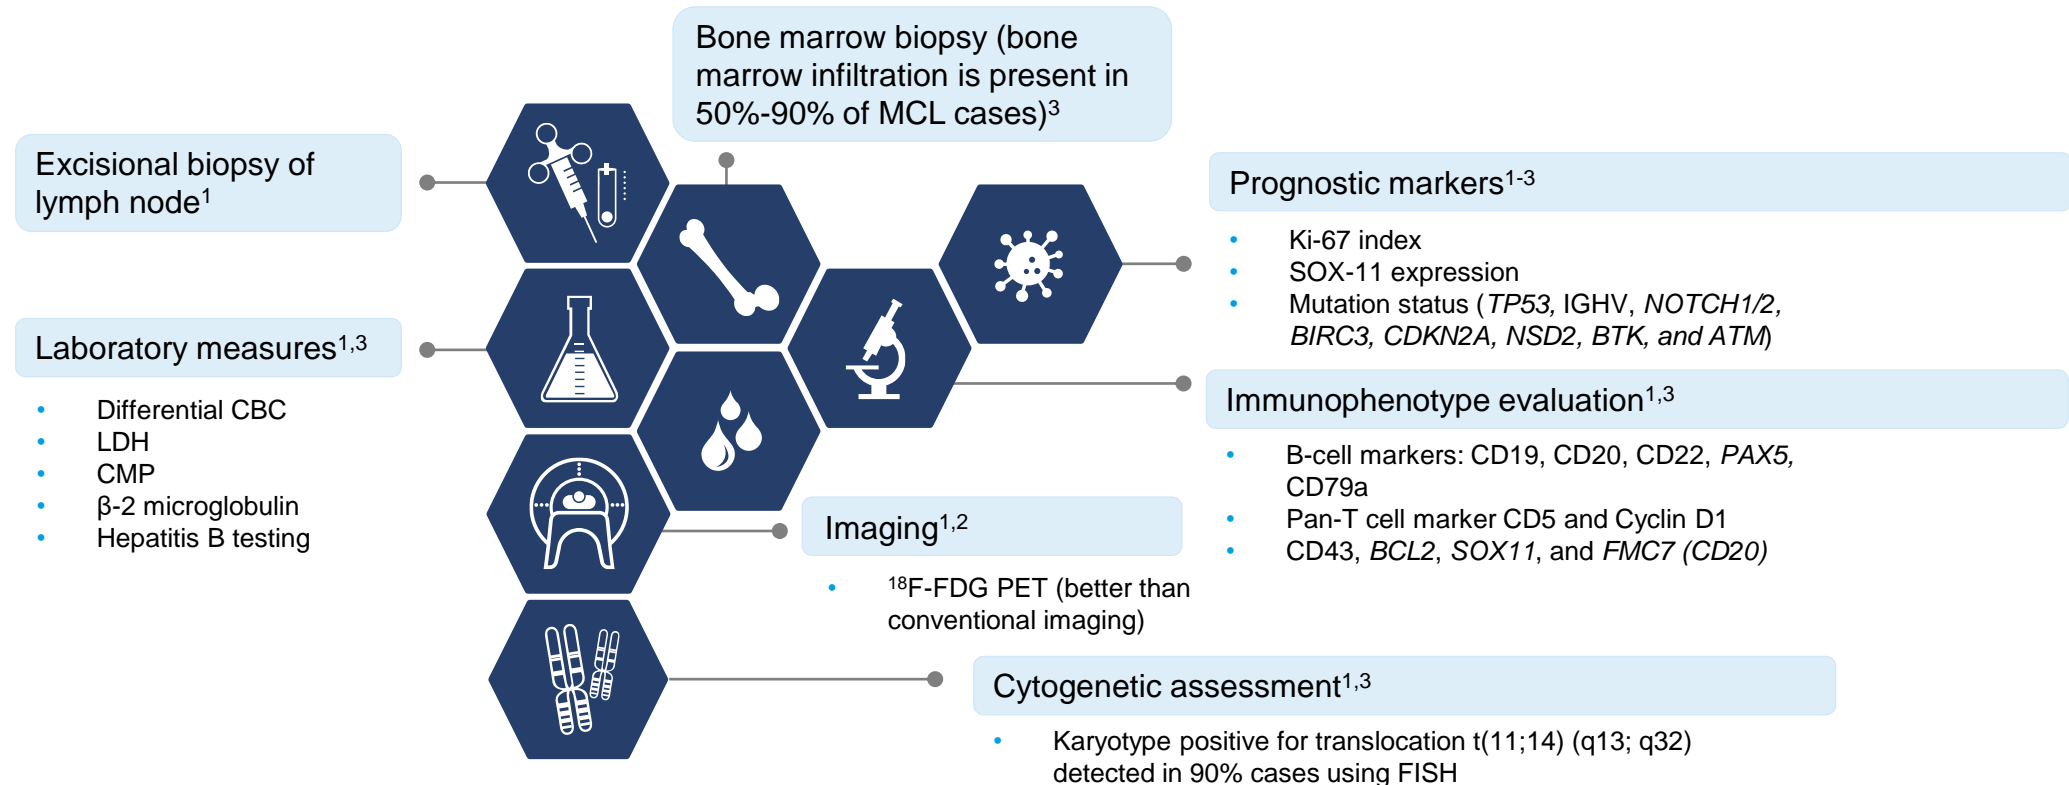 Bone marrow biopsy (bone
marrow infiltration is present in
50%-90% of MCL cases)³
Excisional biopsy of
lymph node¹
Prognostic markers¹⁻³
• Ki-67 index
• SOX-11 expression
• Mutation status (TP53, IGHV, NOTCH1/2,
BIRC3, CDKN2A, NSD2, BTK, and ATM)
Laboratory measures¹,³
• Differential CBC
• LDH
• CMP
• β-2 microglobulin
• Hepatitis B testing
Immunophenotype evaluation¹,³
• B-cell markers: CD19, CD20, CD22, PAX5,
CD79a
• Pan-T cell marker CD5 and Cyclin D1
• CD43, BCL2, SOX11, and FMC7 (CD20)
Imaging¹,²
• ¹⁸F-FDG PET (better than
conventional imaging)
Cytogenetic assessment¹,³
• Karyotype positive for translocation t(11;14) (q13; q32)
detected in 90% cases using FISH